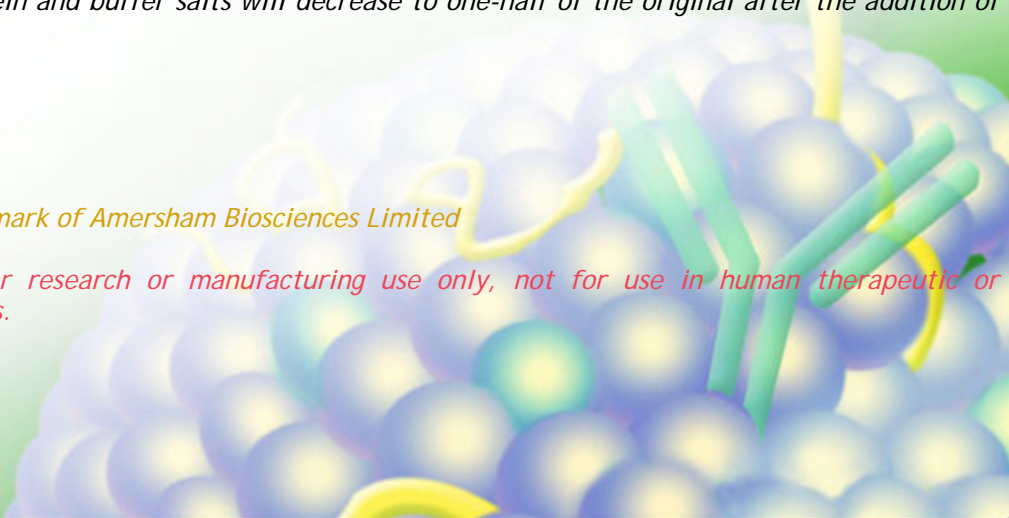 and buffer salts will decrease to one-half of the original after the addition of
mark of Amersham Biosciences Limited
research or manufacturing use only, not for use in human therapeutic or